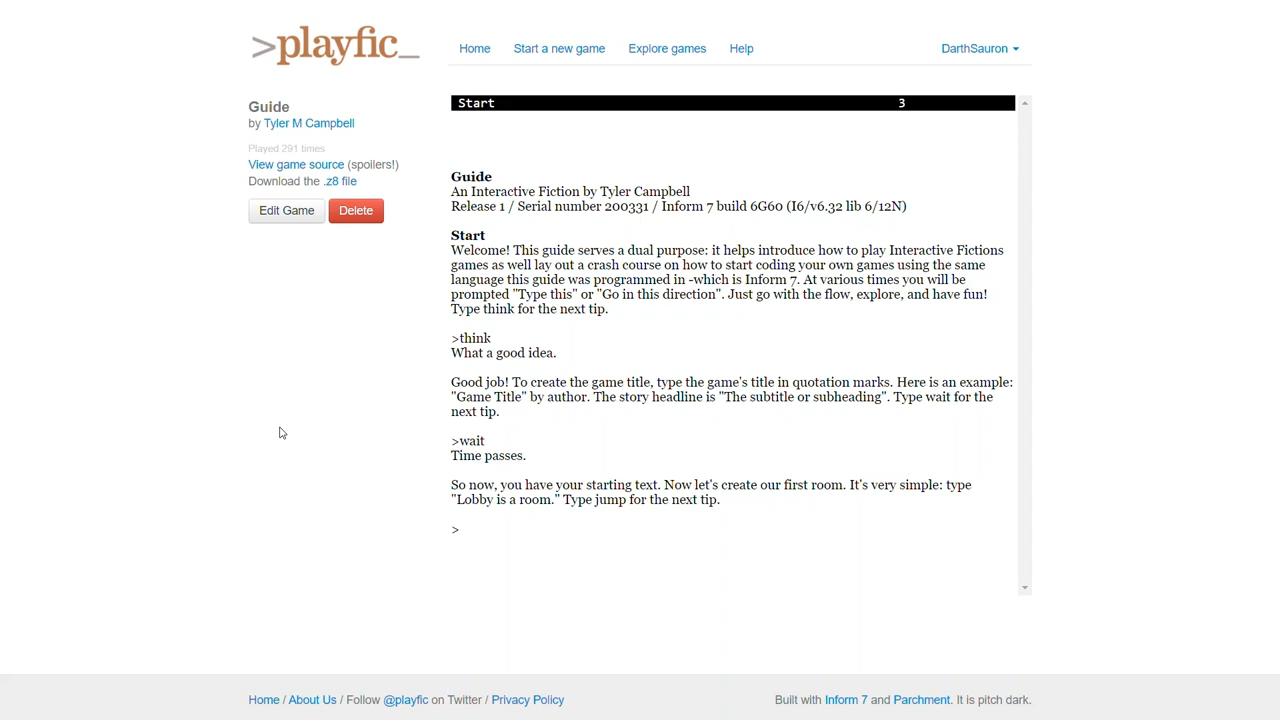 >playfic_
Home
Start a new game
Explore games
Help
DarthSauron
Guide
by Tyler M Campbell
Played 291 times
View game source (spoilers!)
Download the .z8 file
Edit Game
Delete
Start 3
Guide
An Interactive Fiction by Tyler Campbell
Release 1 / Serial number 200331 / Inform 7 build 6G60 (I6/v6.32 lib 6/12N)
Start
Welcome! This guide serves a dual purpose: it helps introduce how to play Interactive Fictions
games as well lay out a crash course on how to start coding your own games using the same
language this guide was programmed in -which is Inform 7. At various times you will be
prompted "Type this" or "Go in this direction". Just go with the flow, explore, and have fun!
Type think for the next tip.
>think
What a good idea.
Good job! To create the game title, type the game's title in quotation marks. Here is an example:
"Game Title" by author. The story headline is "The subtitle or subheading". Type wait for the
next tip.
>wait
Time passes.
So now, you have your starting text. Now let's create our first room. It's very simple: type
"Lobby is a room." Type jump for the next tip.
>
Home / About Us / Follow @playfic on Twitter / Privacy Policy
Built with Inform 7 and Parchment. It is pitch dark.